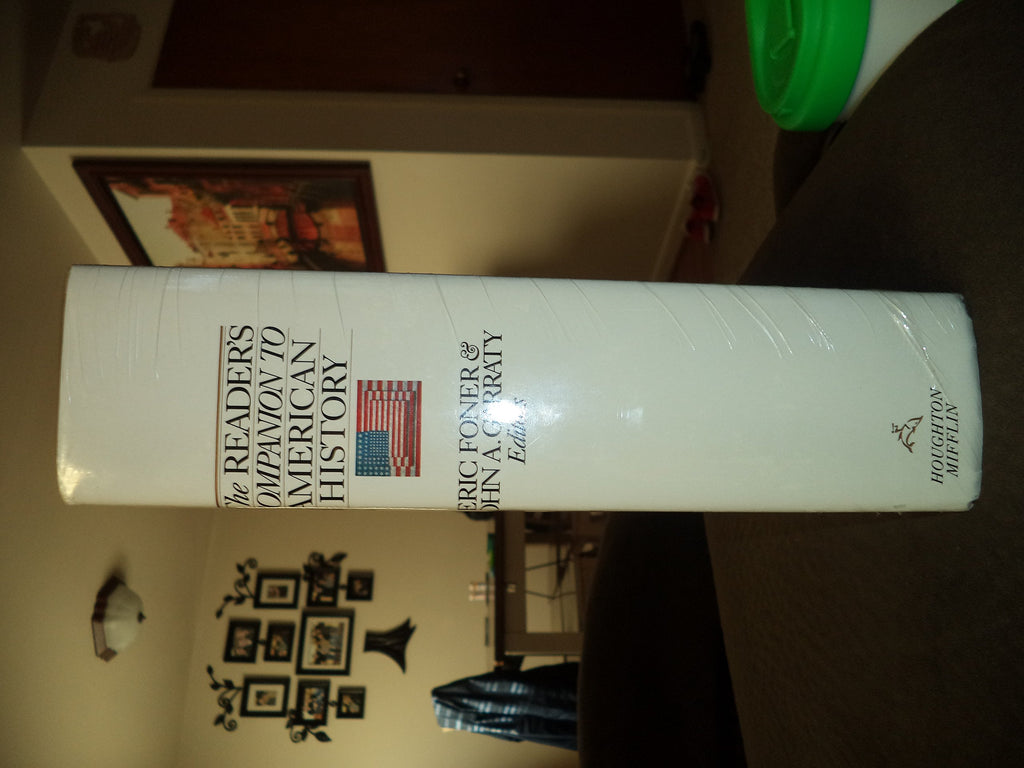 The READER'S
COMPANION TO
AMERICAN
HISTORY
ERIC FONER &
JOHN A. GARRATY
Editors
HOUGHTON
MIFFLIN